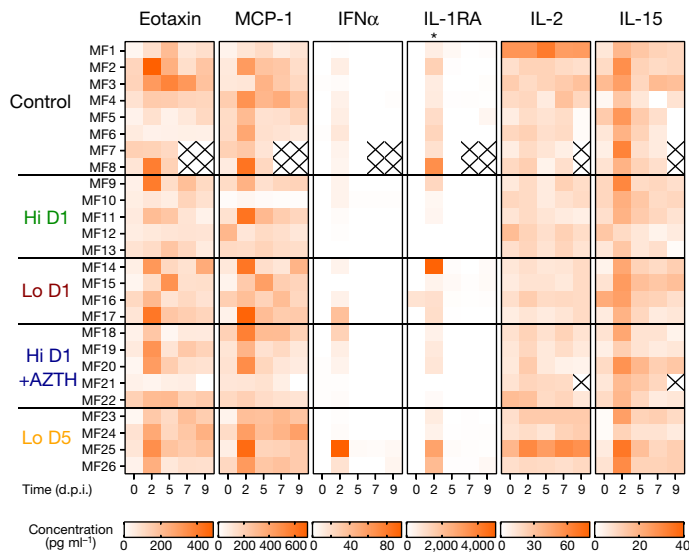 Eotaxin MCP-1 IFNα IL-1RA IL-2 IL-15
*
Control
MF1
MF2
MF3
MF4
MF5
MF6
MF7
MF8
Hi D1
MF9
MF10
MF11
MF12
MF13
Lo D1
MF14
MF15
MF16
MF17
Hi D1
+AZTH
MF18
MF19
MF20
MF21
MF22
Lo D5
MF23
MF24
MF25
MF26
Time (d.p.i.) 0 2 5 7 9 0 2 5 7 9 0 2 5 7 9 0 2 5 7 9 0 2 5 7 9 0 2 5 7 9
Concentration
(pg ml⁻¹)
0 200 400 0 200 400 600 0 40 80 0 2,000 4,000 0 30 60 0 20 40